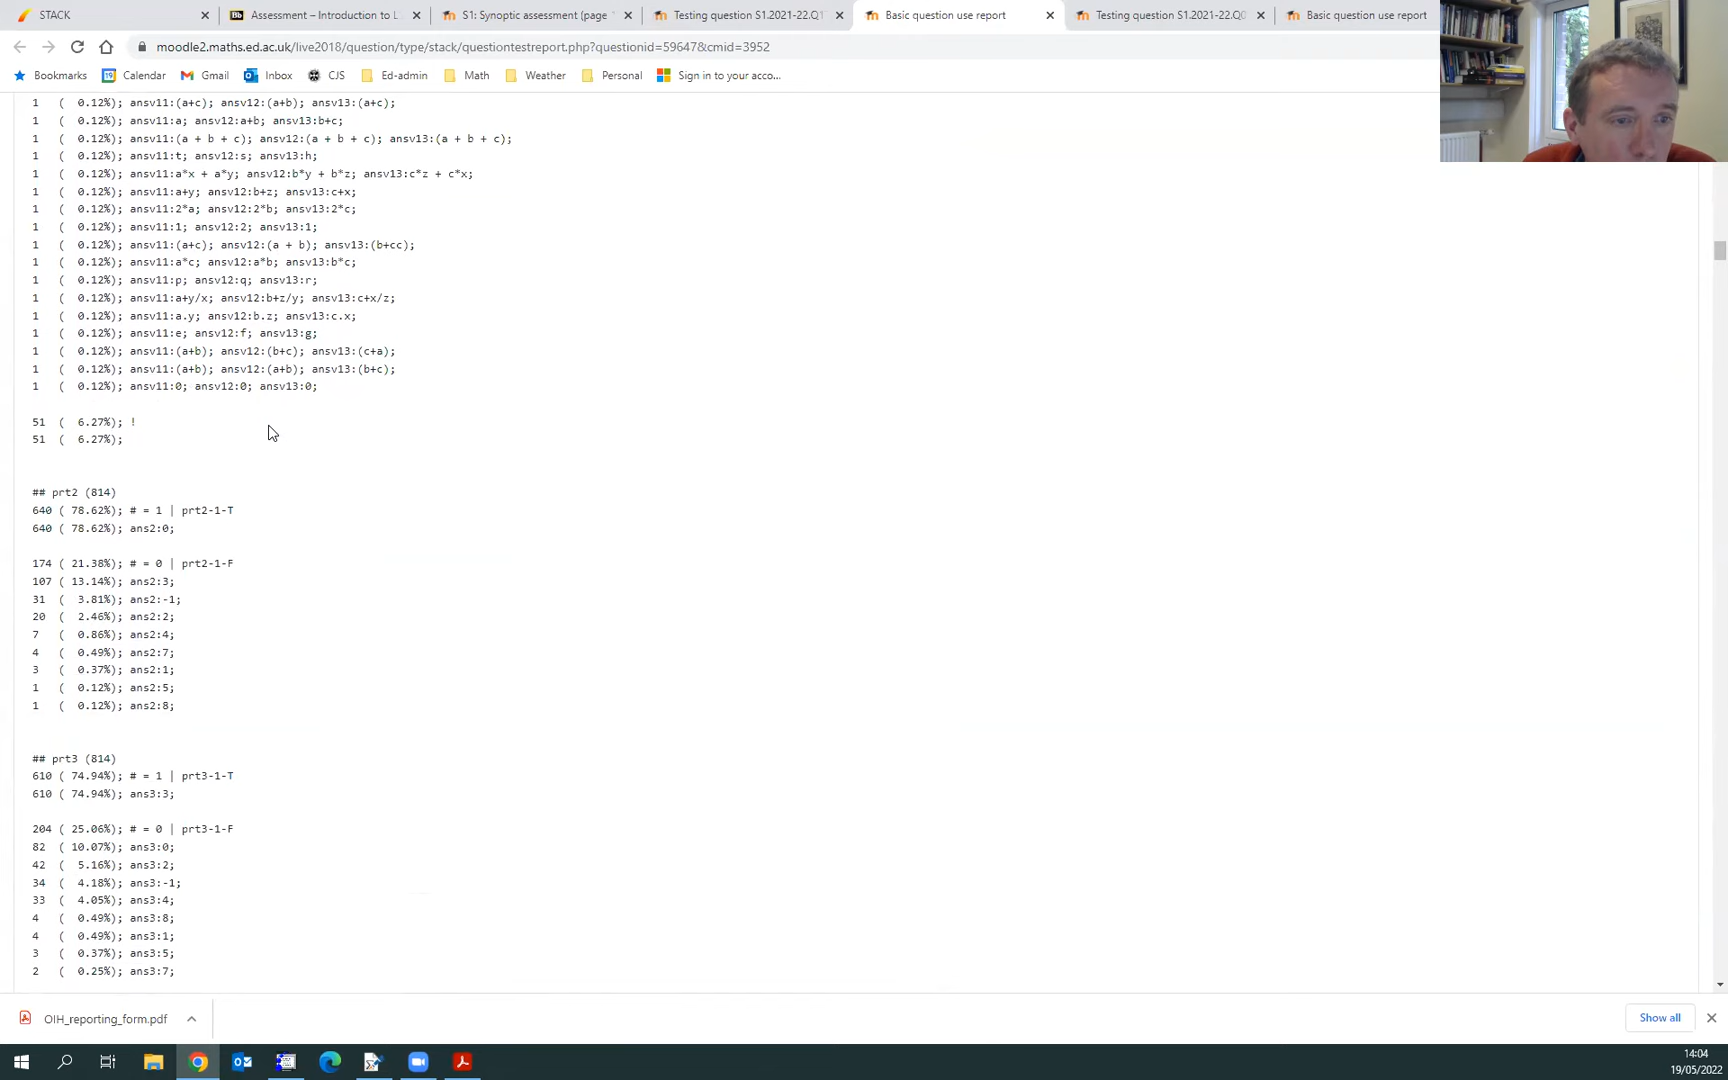 STACK
Assessment – Introduction to L
S1: Synoptic assessment (page
Testing question S1.2021-22.Q1
Basic question use report
Testing question S1.2021-22.Q0
Basic question use report
moodle2.maths.ed.ac.uk/live2018/question/type/stack/questiontestreport.php?questionid=59647&cmid=3952
Bookmarks Calendar Gmail Inbox CJS Ed-admin Math Weather Personal Sign in to your acco...
1 ( 0.12%); ansv11:(a+c); ansv12:(a+b); ansv13:(a+c);
1 ( 0.12%); ansv11:a; ansv12:a+b; ansv13:b+c;
1 ( 0.12%); ansv11:(a + b + c); ansv12:(a + b + c); ansv13:(a + b + c);
1 ( 0.12%); ansv11:t; ansv12:s; ansv13:h;
1 ( 0.12%); ansv11:a*x + a*y; ansv12:b*y + b*z; ansv13:c*z + c*x;
1 ( 0.12%); ansv11:a+y; ansv12:b+z; ansv13:c+x;
1 ( 0.12%); ansv11:2*a; ansv12:2*b; ansv13:2*c;
1 ( 0.12%); ansv11:1; ansv12:2; ansv13:1;
1 ( 0.12%); ansv11:(a+c); ansv12:(a + b); ansv13:(b+cc);
1 ( 0.12%); ansv11:a*c; ansv12:a*b; ansv13:b*c;
1 ( 0.12%); ansv11:p; ansv12:q; ansv13:r;
1 ( 0.12%); ansv11:a+y/x; ansv12:b+z/y; ansv13:c+x/z;
1 ( 0.12%); ansv11:a.y; ansv12:b.z; ansv13:c.x;
1 ( 0.12%); ansv11:e; ansv12:f; ansv13:g;
1 ( 0.12%); ansv11:(a+b); ansv12:(b+c); ansv13:(c+a);
1 ( 0.12%); ansv11:(a+b); ansv12:(a+b); ansv13:(b+c);
1 ( 0.12%); ansv11:0; ansv12:0; ansv13:0;
51 ( 6.27%); !
51 ( 6.27%);
## prt2 (814)
640 ( 78.62%); # = 1 | prt2-1-T
640 ( 78.62%); ans2:0;
174 ( 21.38%); # = 0 | prt2-1-F
107 ( 13.14%); ans2:3;
31 ( 3.81%); ans2:-1;
20 ( 2.46%); ans2:2;
7 ( 0.86%); ans2:4;
4 ( 0.49%); ans2:7;
3 ( 0.37%); ans2:1;
1 ( 0.12%); ans2:5;
1 ( 0.12%); ans2:8;
## prt3 (814)
610 ( 74.94%); # = 1 | prt3-1-T
610 ( 74.94%); ans3:3;
204 ( 25.06%); # = 0 | prt3-1-F
82 ( 10.07%); ans3:0;
42 ( 5.16%); ans3:2;
34 ( 4.18%); ans3:-1;
33 ( 4.05%); ans3:4;
4 ( 0.49%); ans3:8;
4 ( 0.49%); ans3:1;
3 ( 0.37%); ans3:5;
2 ( 0.25%); ans3:7;
OIH_reporting_form.pdf
Show all
14:04
19/05/2022